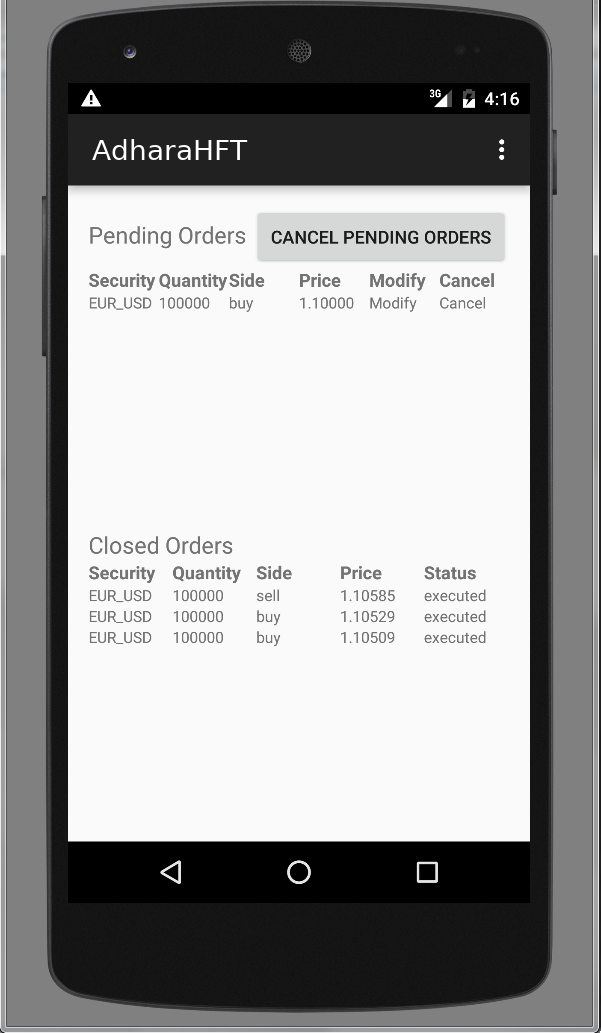 3G 4:16
AdharaHFT
Pending Orders CANCEL PENDING ORDERS
Security Quantity Side Price Modify Cancel
EUR_USD 100000 buy 1.10000 Modify Cancel
Closed Orders
Security Quantity Side Price Status
EUR_USD 100000 sell 1.10585 executed
EUR_USD 100000 buy 1.10529 executed
EUR_USD 100000 buy 1.10509 executed